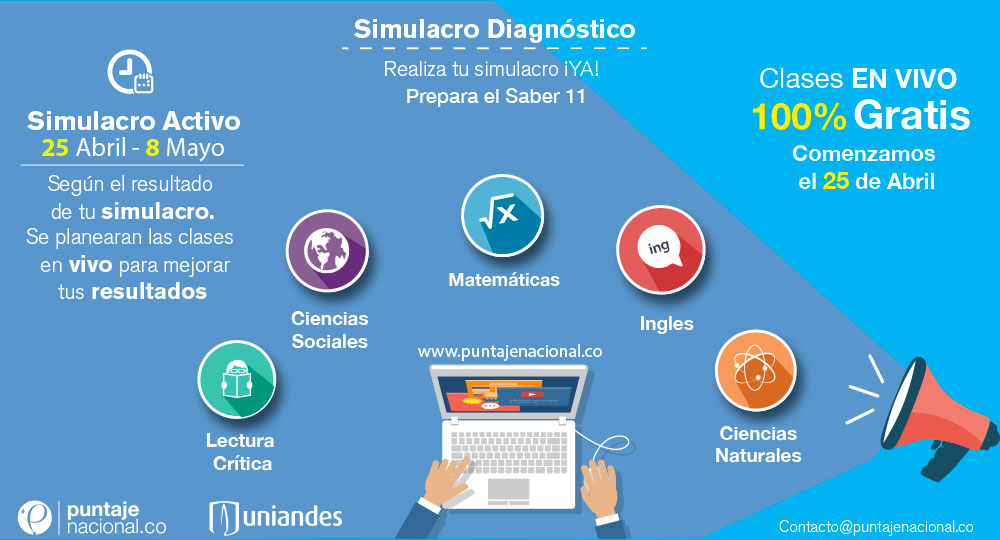 Simulacro Diagnóstico
Realiza tu simulacro ¡YA!
Prepara el Saber 11
Simulacro Activo
25 Abril - 8 Mayo
Según el resultado
de tu simulacro.
Se planearan las clases
en vivo para mejorar
tus resultados
Clases EN VIVO
100% Gratis
Comenzamos
el 25 de Abril
√x
Matemáticas
ing
Ingles
Ciencias
Sociales
www.puntajenacional.co
Lectura
Crítica
Ciencias
Naturales
puntaje
nacional.co
uniandes
Contacto@puntajenacional.co